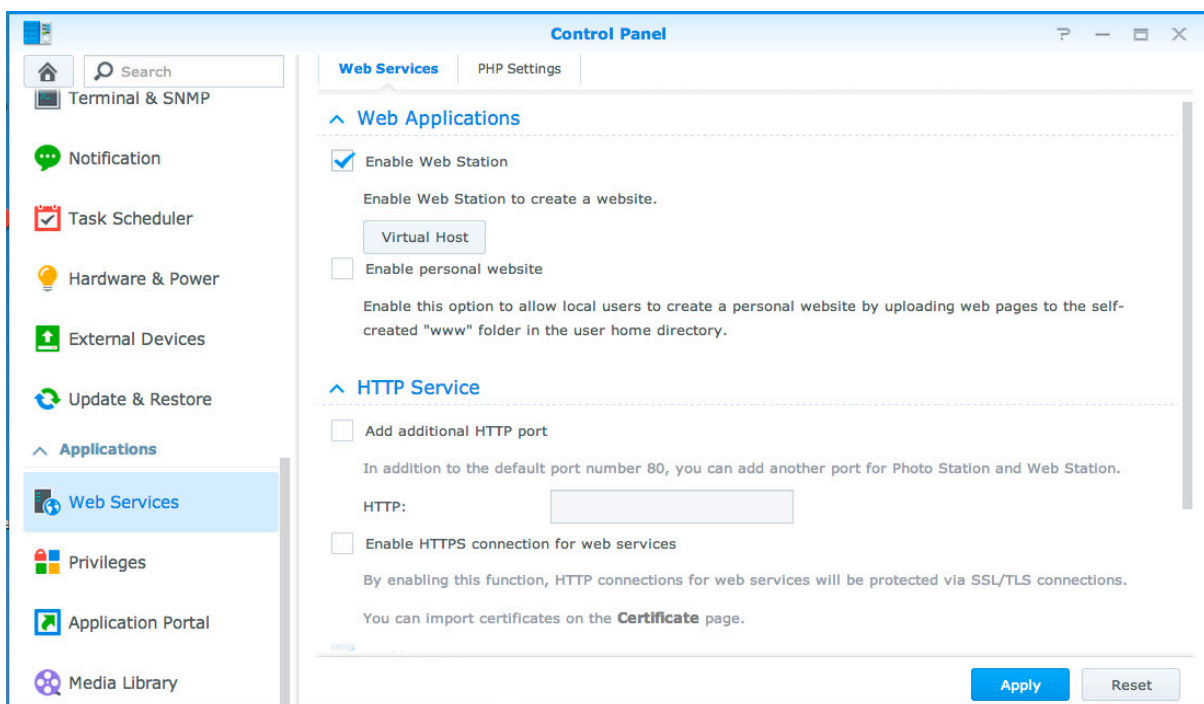 Control Panel
Search
Terminal & SNMP
Notification
Task Scheduler
Hardware & Power
External Devices
Update & Restore
Applications
Web Services
Privileges
Application Portal
Media Library
Web Services
PHP Settings
Web Applications
Enable Web Station
Enable Web Station to create a website.
Virtual Host
Enable personal website
Enable this option to allow local users to create a personal website by uploading web pages to the self-
created "www" folder in the user home directory.
HTTP Service
Add additional HTTP port
In addition to the default port number 80, you can add another port for Photo Station and Web Station.
HTTP:
Enable HTTPS connection for web services
By enabling this function, HTTP connections for web services will be protected via SSL/TLS connections.
You can import certificates on the Certificate page.
Apply
Reset